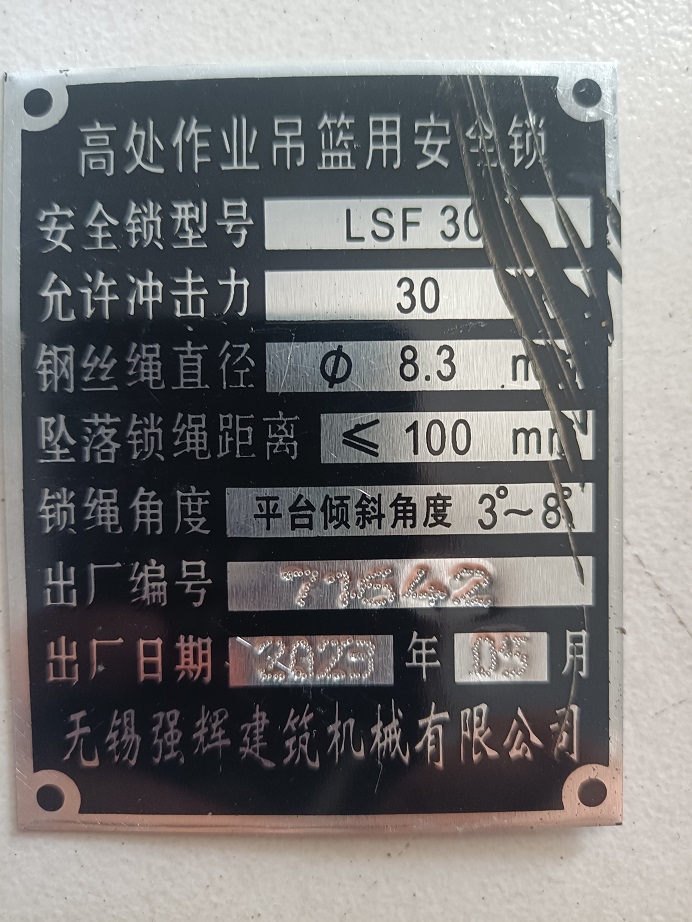 高处作业吊篮用安全锁
安全锁型号 LSF 30
允许冲击力 30
钢丝绳直径 Φ 8.3 mm
坠落锁绳距离 ≤ 100 mm
锁绳角度 平台倾斜角度 3°~8°
出厂编号 71542
出厂日期 2023 年 05 月
无锡强辉建筑机械有限公司